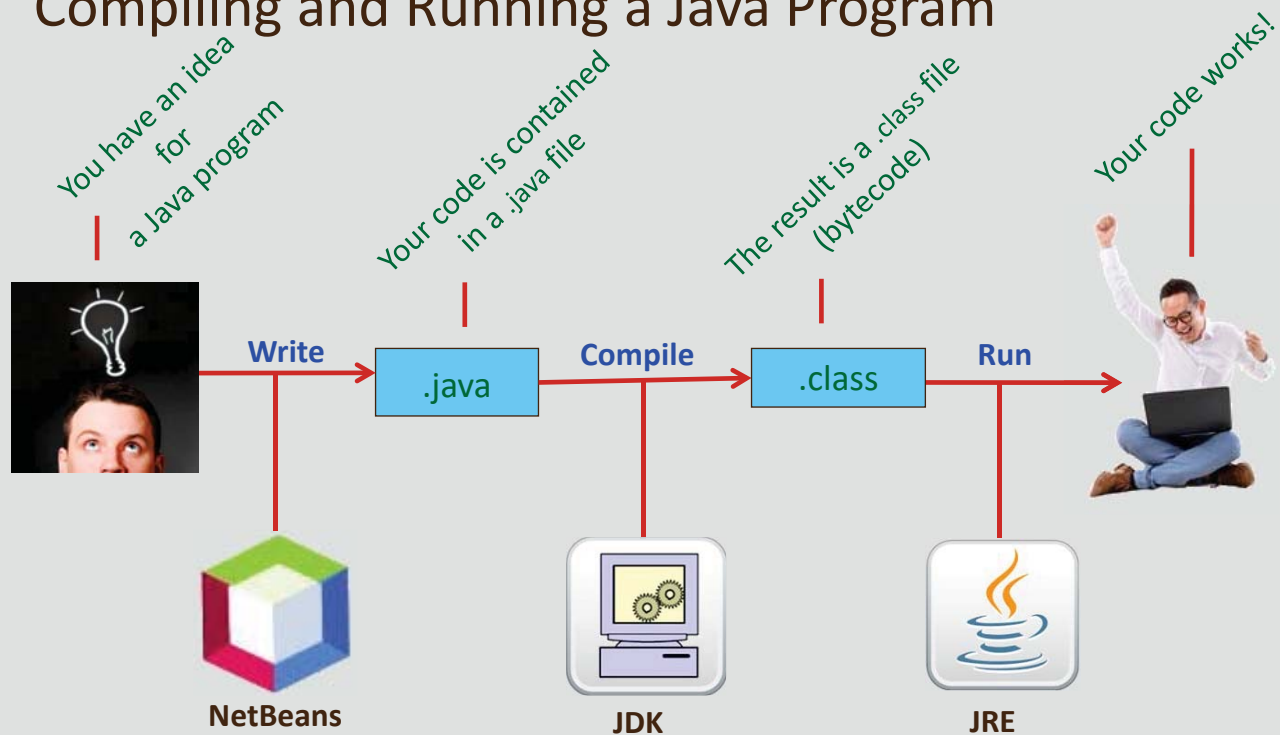 Compiling and Running a Java Program
You have an idea
for
a Java program
Your code is contained
in a .java file
The result is a .class file
(bytecode)
Your code works!
Write
.java
Compile
.class
Run
NetBeans
JDK
JRE